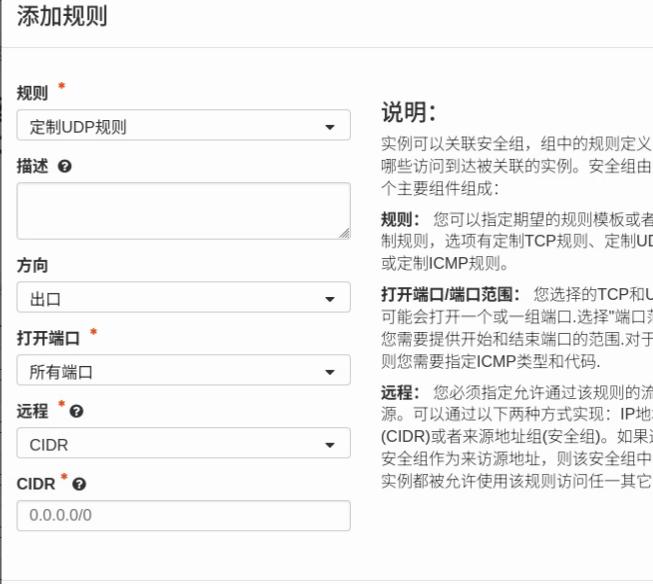 添加规则
规则 *
定制UDP规则
描述
方向
出口
打开端口 *
所有端口
远程 *
CIDR
CIDR *
0.0.0.0/0
说明：
实例可以关联安全组，组中的规则定义
哪些访问到达被关联的实例。安全组由
个主要组件组成：
规则： 您可以指定期望的规则模板或者
制规则，选项有定制TCP规则、定制UD
或定制ICMP规则。
打开端口/端口范围： 您选择的TCP和U
可能会打开一个或一组端口.选择"端口范
您需要提供开始和结束端口的范围.对于
则您需要指定ICMP类型和代码.
远程： 您必须指定允许通过该规则的流
源。可以通过以下两种方式实现：IP地
(CIDR)或者来源地址组(安全组)。如果
安全组作为来访源地址，则该安全组中
实例都被允许使用该规则访问任一其它